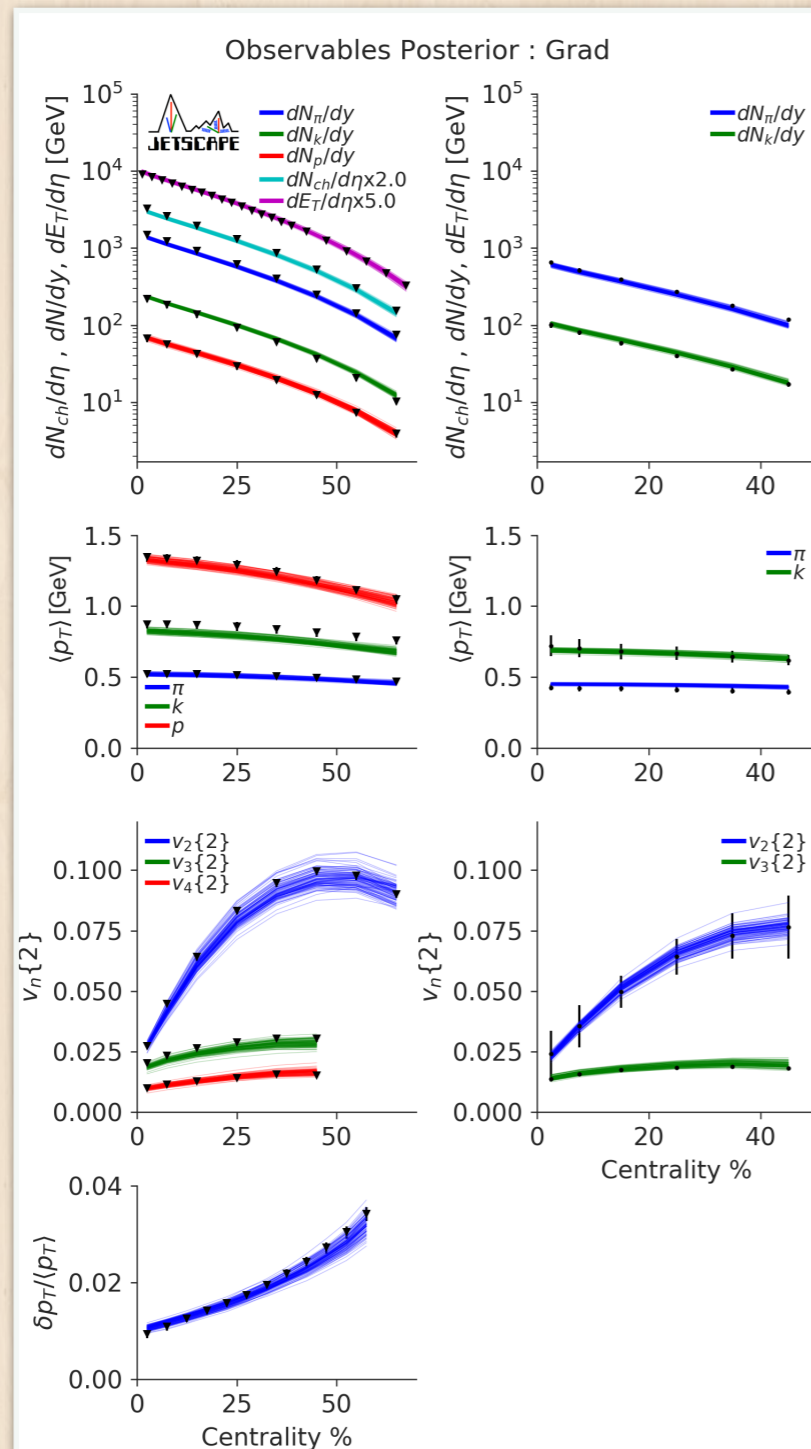 Observables Posterior : Grad
JETSCAPE
dN_π/dy
dN_k/dy
dN_p/dy
dN_ch/dηx2.0
dE_T/dηx5.0
dN_ch/dη , dN/dy, dE_T/dη [GeV]
10^5
10^4
10^3
10^2
10^1
0 25 50
dN_π/dy
dN_k/dy
dN_ch/dη , dN/dy, dE_T/dη [GeV]
10^5
10^4
10^3
10^2
10^1
0 20 40
⟨p_T⟩ [GeV]
1.5
1.0
0.5
0.0
π
k
p
0 25 50
π
k
⟨p_T⟩ [GeV]
1.5
1.0
0.5
0.0
0 20 40
v_2{2}
v_3{2}
v_4{2}
v_n{2}
0.100
0.075
0.050
0.025
0.000
0 25 50
v_2{2}
v_3{2}
v_n{2}
0.100
0.075
0.050
0.025
0.000
0 20 40
Centrality %
δp_T/⟨p_T⟩
0.04
0.02
0.00
0 25 50
Centrality %